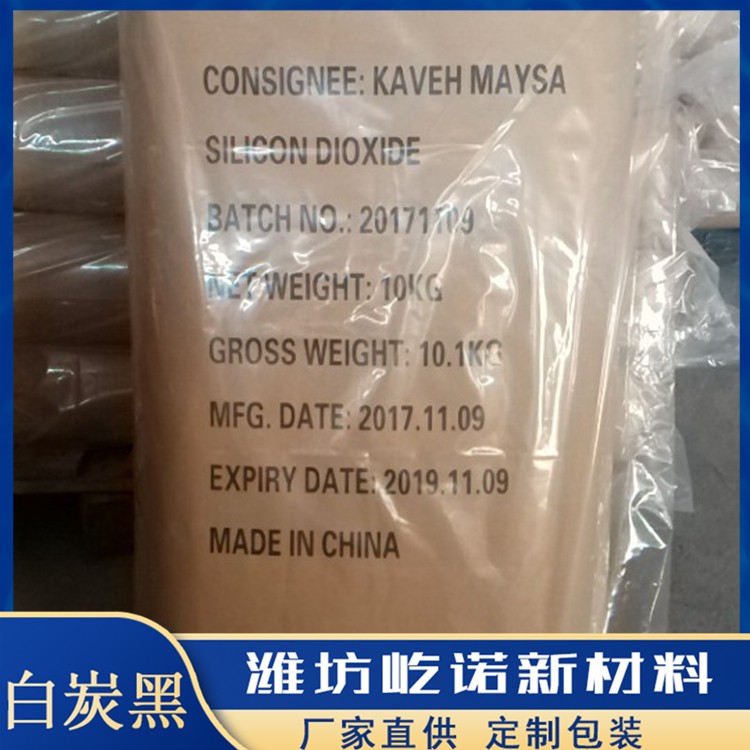 CONSIGNEE: KAVEH MAYSA
SILICON DIOXIDE
BATCH NO.: 20171109
NET WEIGHT: 10KG
GROSS WEIGHT: 10.1KG
MFG. DATE: 2017.11.09
EXPIRY DATE: 2019.11.09
MADE IN CHINA
白炭黑
潍坊屹诺新材料
厂家直供 定制包装